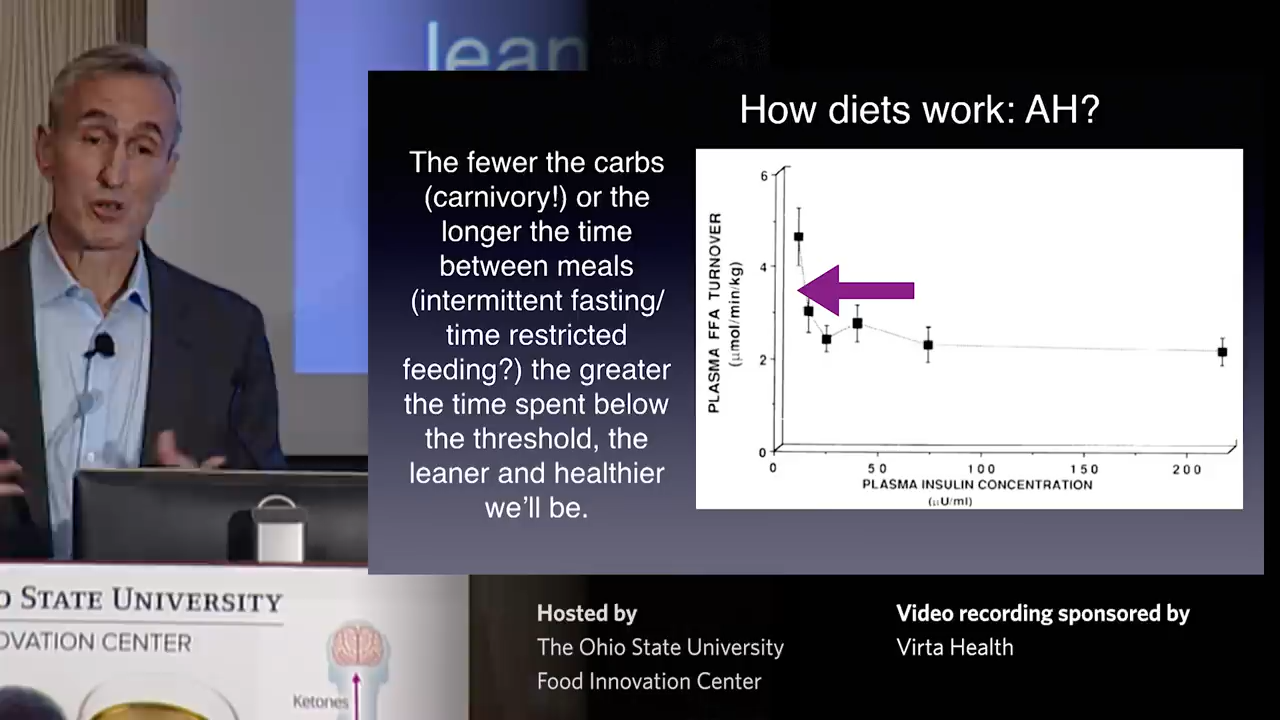 lean
How diets work: AH?
The fewer the carbs
(carnivory!) or the
longer the time
between meals
(intermittent fasting/
time restricted
feeding?) the greater
the time spent below
the threshold, the
leaner and healthier
we'll be.
PLASMA FFA TURNOVER
(μmol/min/kg)
6
4
2
0
0 50 100 150 200
PLASMA INSULIN CONCENTRATION
(μU/ml)
O STATE UNIVERSITY
OVATION CENTER
Ketones
Hosted by
The Ohio State University
Food Innovation Center
Video recording sponsored by
Virta Health